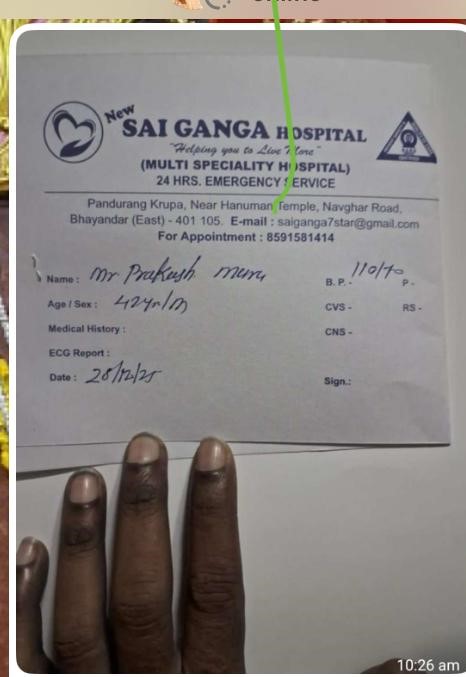 New
SAI GANGA HOSPITAL
"Helping you to Live More"
(MULTI SPECIALITY HOSPITAL)
24 HRS. EMERGENCY SERVICE
Pandurang Krupa, Near Hanuman Temple, Navghar Road,
Bhayandar (East) - 401 105. E-mail : saiganga7star@gmail.com
For Appointment : 8591581414
Name : Mr Prakash
B. P. - 110/70 P -
Age / Sex : 42yr/M
CVS - RS -
Medical History :
CNS -
ECG Report :
Date : 28/12/25
Sign.:
10:26 am